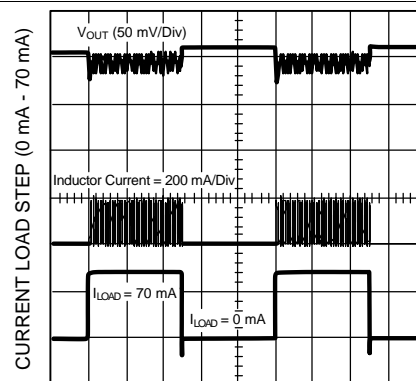 CURRENT LOAD STEP (0 mA - 70 mA)
VOUT (50 mV/Div)
Inductor Current = 200 mA/Div
ILOAD = 70 mA
ILOAD = 0 mA